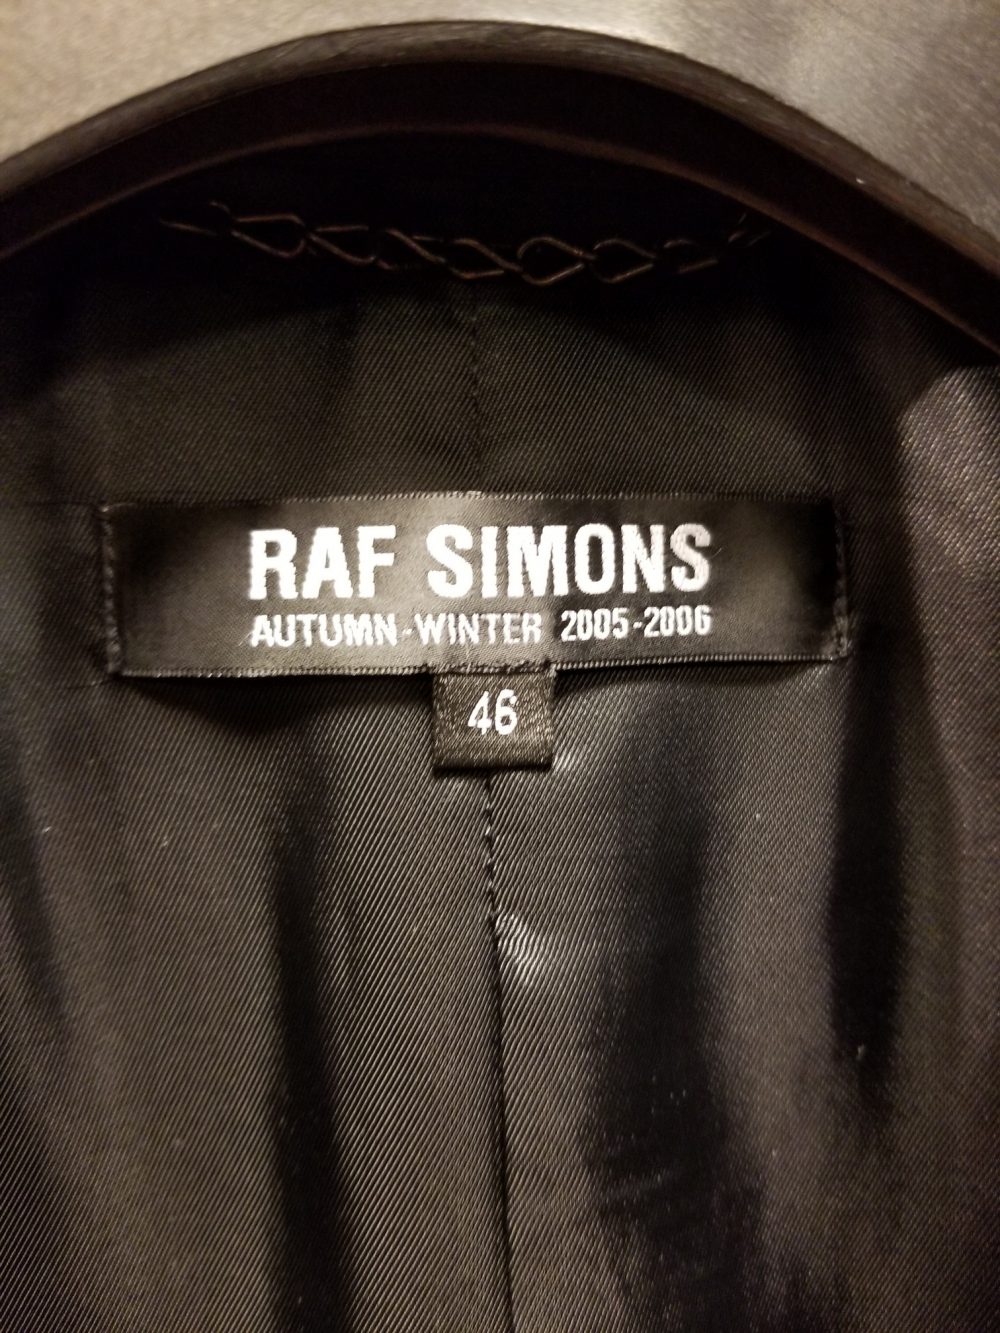 RAF SIMONS
AUTUMN-WINTER 2005-2006
46